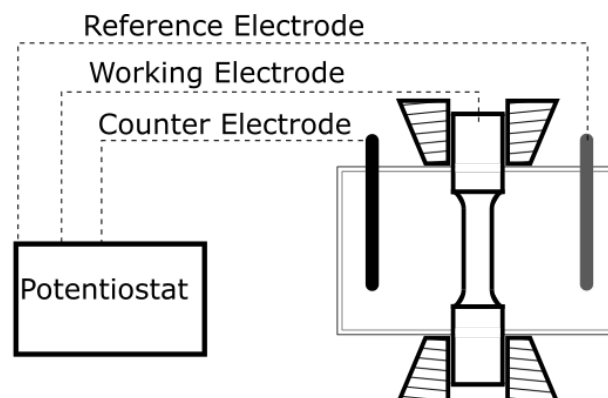 Reference Electrode
Working Electrode
Counter Electrode
Potentiostat